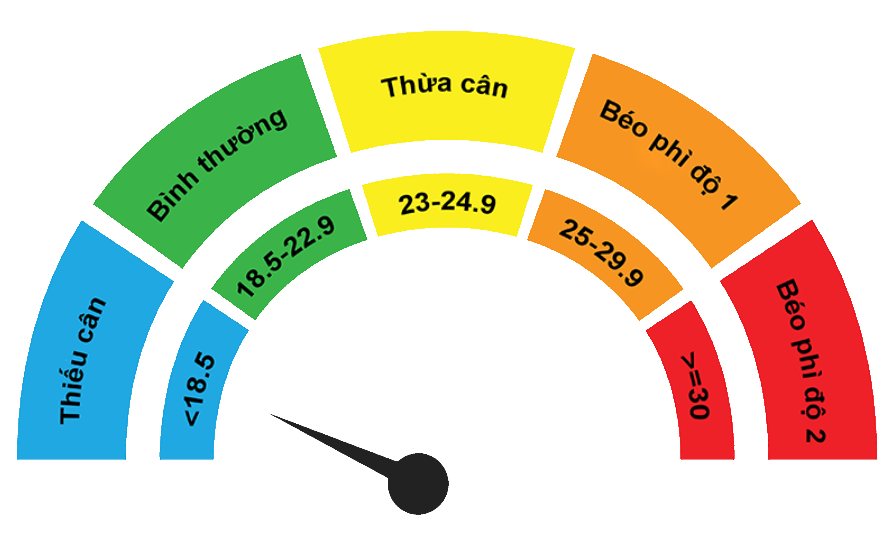 Thiếu cân
Bình thường
Thừa cân
Béo phì độ 1
Béo phì độ 2
<18.5
18.5-22.9
23-24.9
25-29.9
>=30